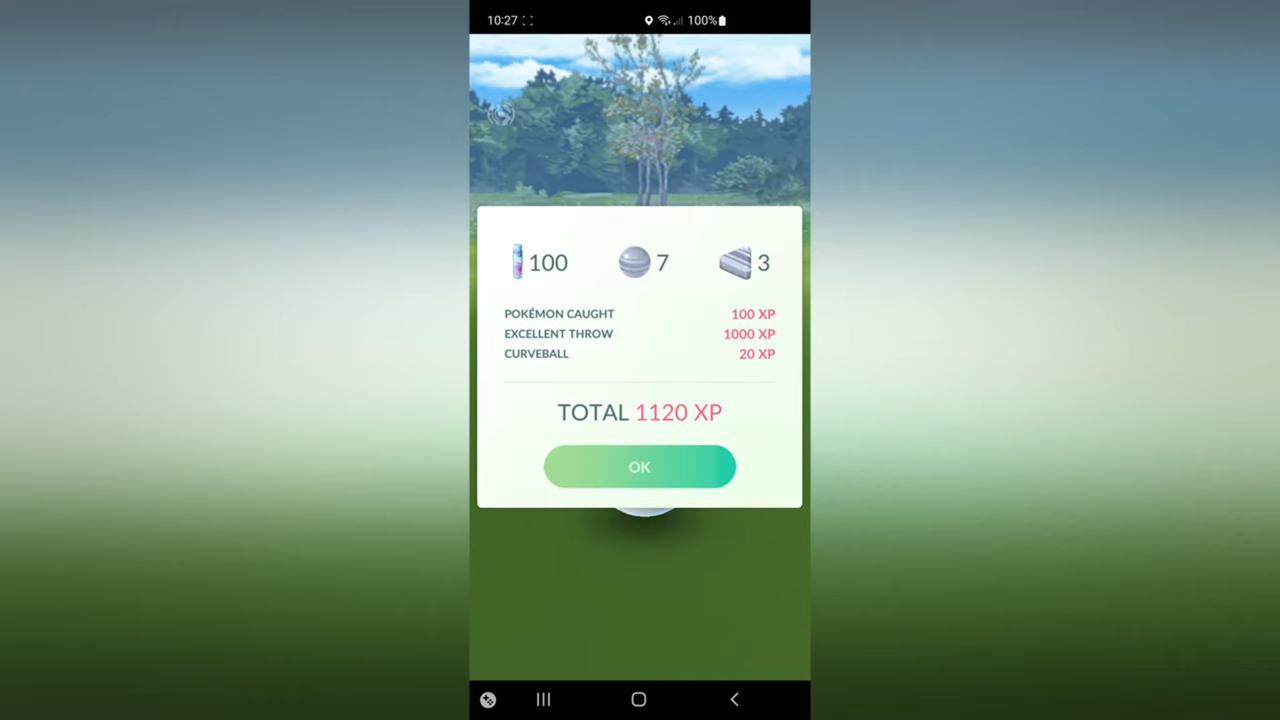 10:27
100%
100 7 3
POKÉMON CAUGHT 100 XP
EXCELLENT THROW 1000 XP
CURVEBALL 20 XP
TOTAL 1120 XP
OK